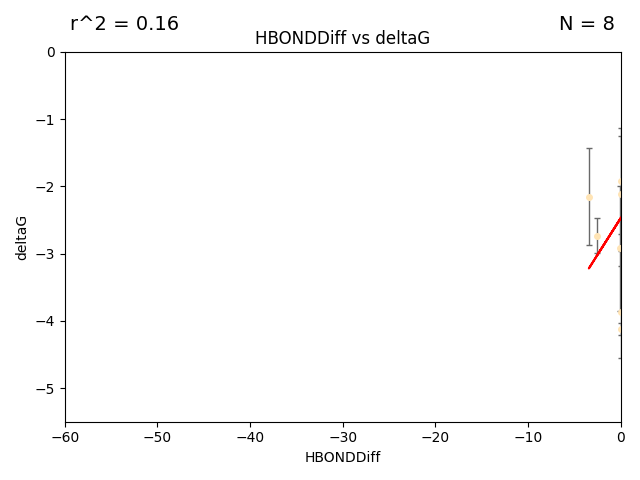 r^2 = 0.16
N = 8
HBONDDiff vs deltaG
0
−1
−2
−3
−4
−5
deltaG
−60
−50
−40
−30
−20
−10
0
HBONDDiff